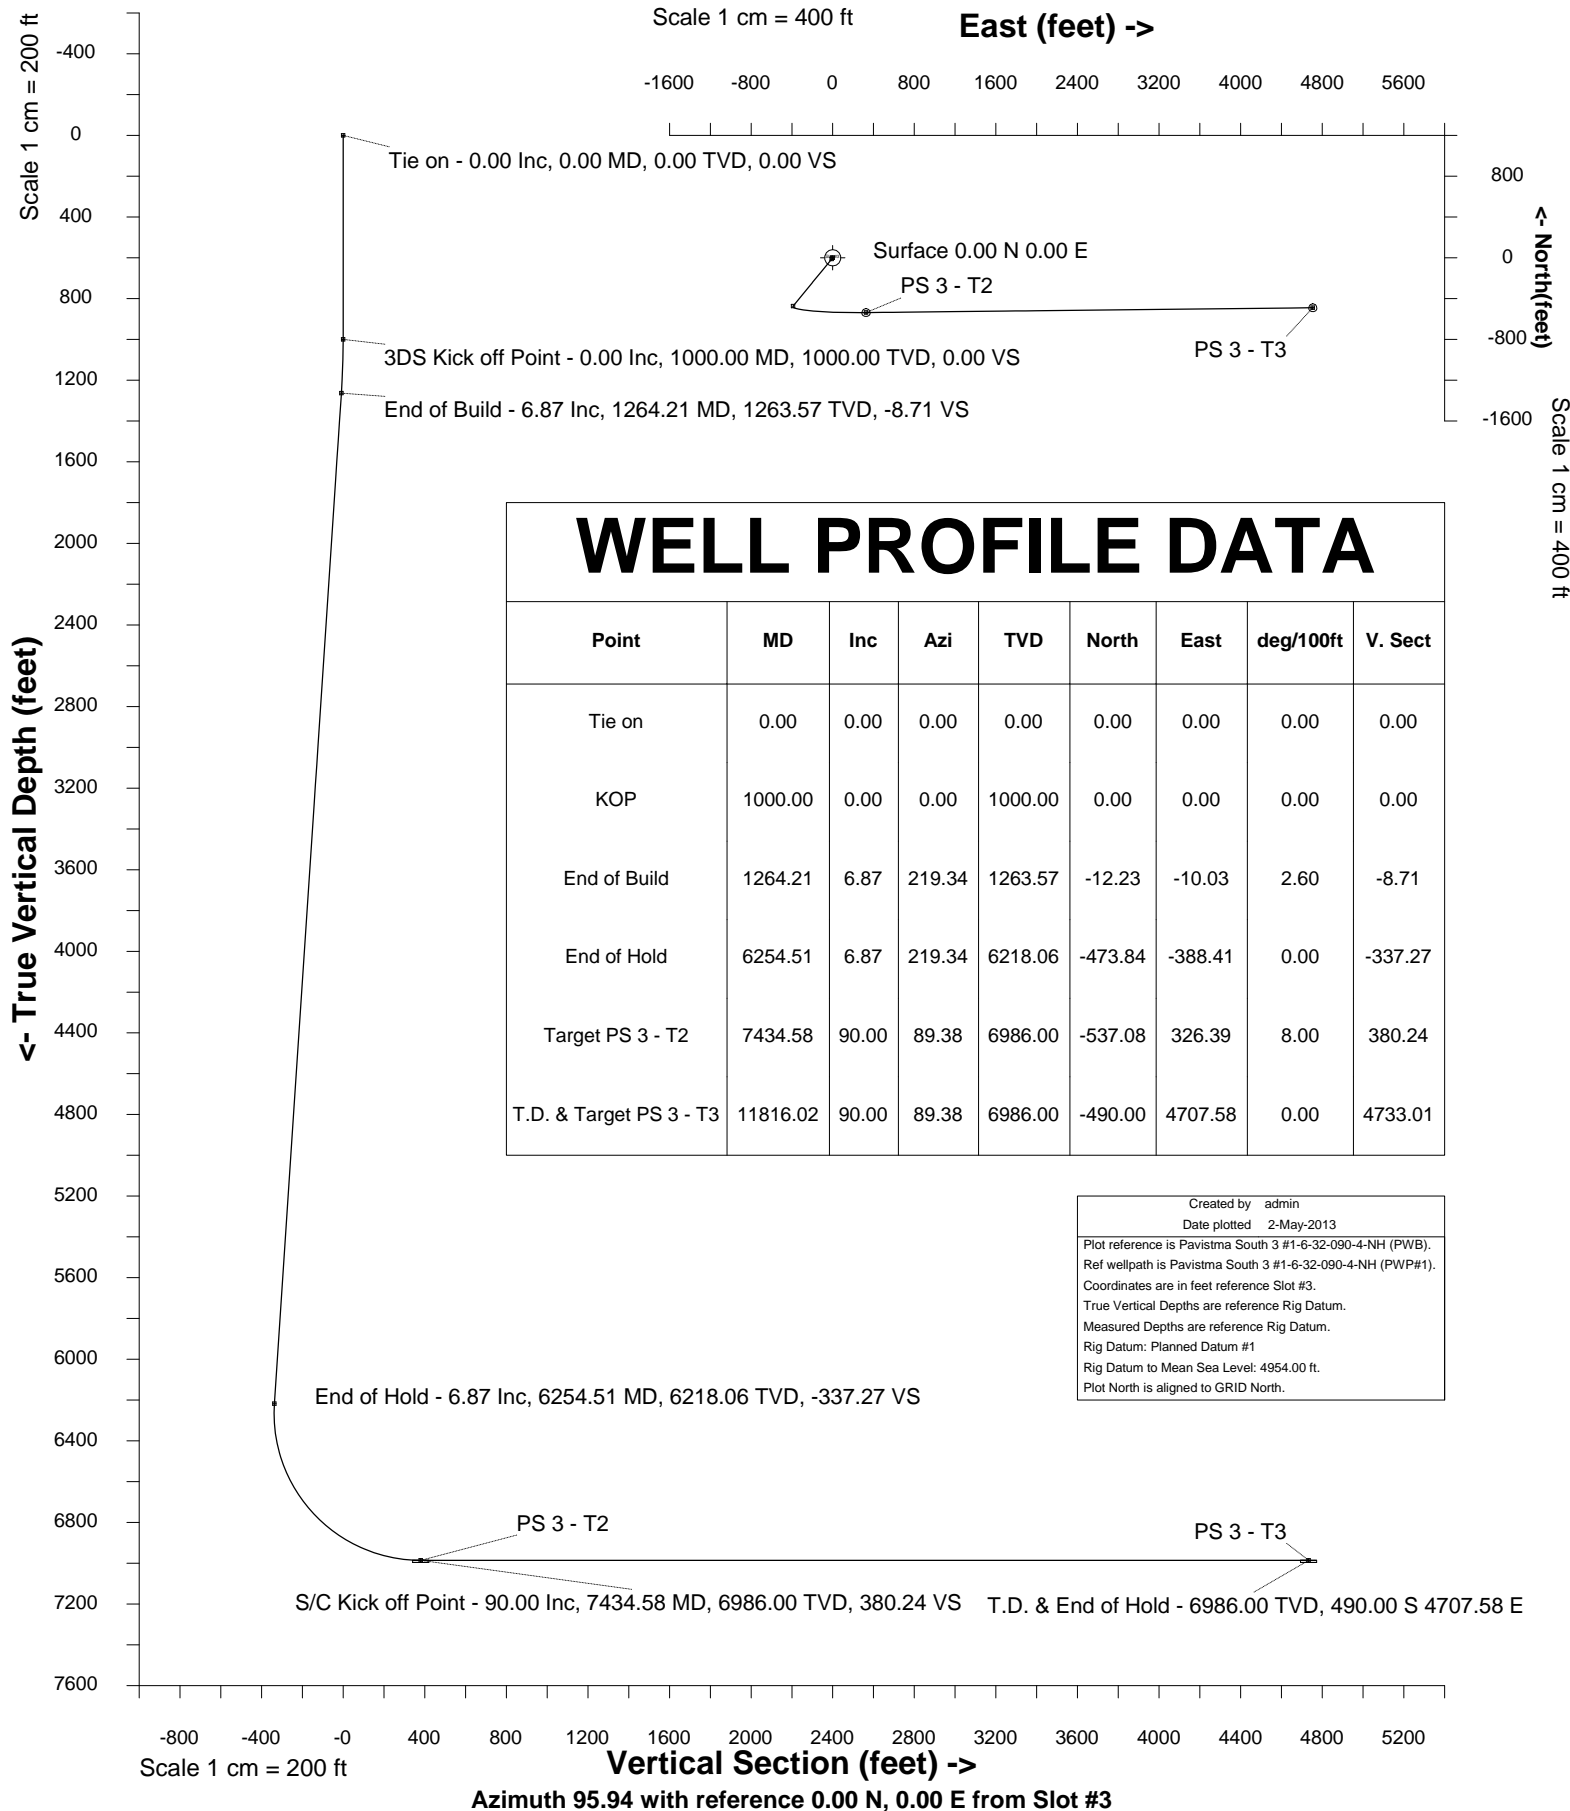 Scale 1 cm = 400 ft
East (feet) ->
-1600 -800 0 800 1600 2400 3200 4000 4800 5600
Scale 1 cm = 200 ft
-400
0
400
800
1200
1600
2000
2400
2800
3200
3600
4000
4400
4800
5200
5600
6000
6400
6800
7200
7600
<- True Vertical Depth (feet)
Tie on - 0.00 Inc, 0.00 MD, 0.00 TVD, 0.00 VS
3DS Kick off Point - 0.00 Inc, 1000.00 MD, 1000.00 TVD, 0.00 VS
End of Build - 6.87 Inc, 1264.21 MD, 1263.57 TVD, -8.71 VS
Surface 0.00 N 0.00 E
PS 3 - T2
PS 3 - T3
800
0
-800
-1600
<- North(feet)
Scale 1 cm = 400 ft
WELL PROFILE DATA
Point MD Inc Azi TVD North East deg/100ft V. Sect
Tie on 0.00 0.00 0.00 0.00 0.00 0.00 0.00 0.00
KOP 1000.00 0.00 0.00 1000.00 0.00 0.00 0.00 0.00
End of Build 1264.21 6.87 219.34 1263.57 -12.23 -10.03 2.60 -8.71
End of Hold 6254.51 6.87 219.34 6218.06 -473.84 -388.41 0.00 -337.27
Target PS 3 - T2 7434.58 90.00 89.38 6986.00 -537.08 326.39 8.00 380.24
T.D. & Target PS 3 - T3 11816.02 90.00 89.38 6986.00 -490.00 4707.58 0.00 4733.01
Created by admin
Date plotted 2-May-2013
Plot reference is Pavistma South 3 #1-6-32-090-4-NH (PWB).
Ref wellpath is Pavistma South 3 #1-6-32-090-4-NH (PWP#1).
Coordinates are in feet reference Slot #3.
True Vertical Depths are reference Rig Datum.
Measured Depths are reference Rig Datum.
Rig Datum: Planned Datum #1
Rig Datum to Mean Sea Level: 4954.00 ft.
Plot North is aligned to GRID North.
End of Hold - 6.87 Inc, 6254.51 MD, 6218.06 TVD, -337.27 VS
PS 3 - T2
PS 3 - T3
S/C Kick off Point - 90.00 Inc, 7434.58 MD, 6986.00 TVD, 380.24 VS
T.D. & End of Hold - 6986.00 TVD, 490.00 S 4707.58 E
-800 -400 -0 400 800 1200 1600 2000 2400 2800 3200 3600 4000 4400 4800 5200
Scale 1 cm = 200 ft
Vertical Section (feet) ->
Azimuth 95.94 with reference 0.00 N, 0.00 E from Slot #3